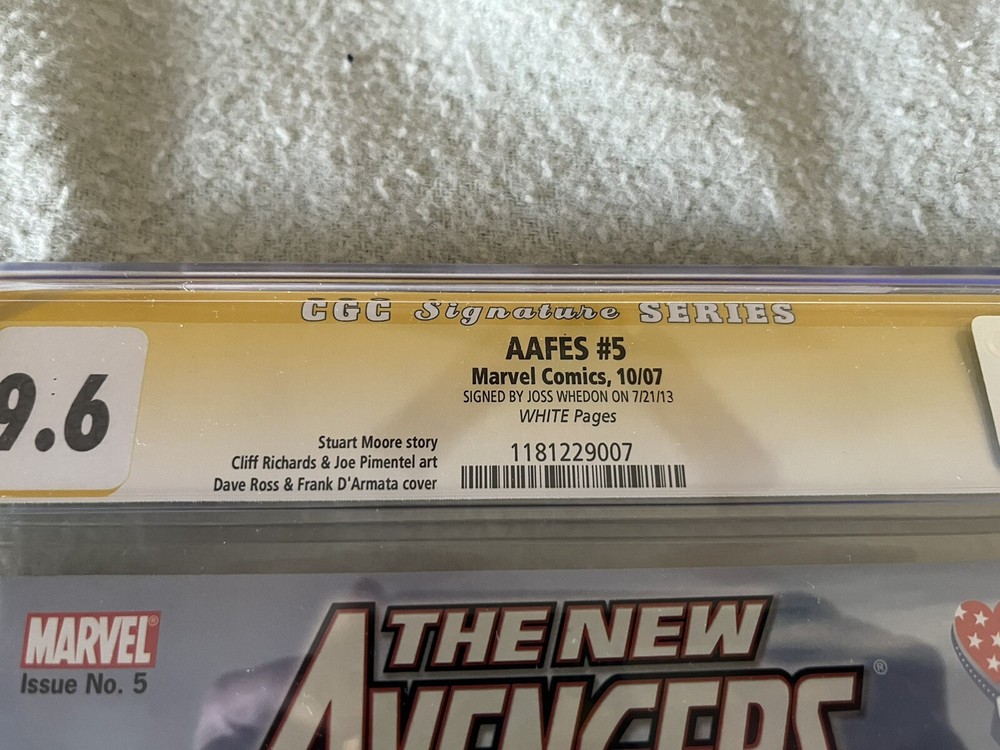 CGC Signature SERIES
9.6
AAFES #5
Marvel Comics, 10/07
SIGNED BY JOSS WHEDON ON 7/21/13
WHITE Pages
Stuart Moore story
Cliff Richards & Joe Pimentel art
Dave Ross & Frank D'Armata cover
1181229007
MARVEL®
Issue No. 5
THE NEW
AVENGERS®